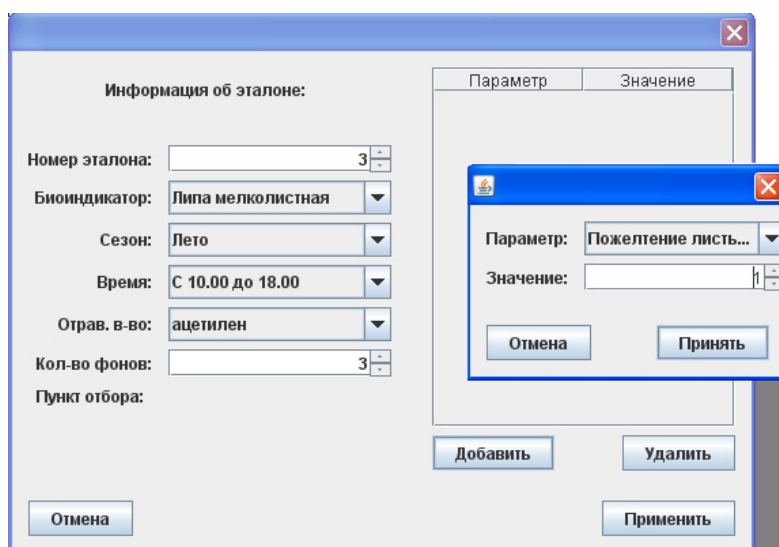 Информация об эталоне:
Номер эталона: 3
Биоиндикатор: Липа мелколистная
Сезон: Лето
Время: С 10.00 до 18.00
Отрав. в-во: ацетилен
Кол-во фонов: 3
Пункт отбора:
Отмена
Параметр Значение
Параметр: Пожелтение листь...
Значение: 1
Отмена Принять
Добавить Удалить
Применить